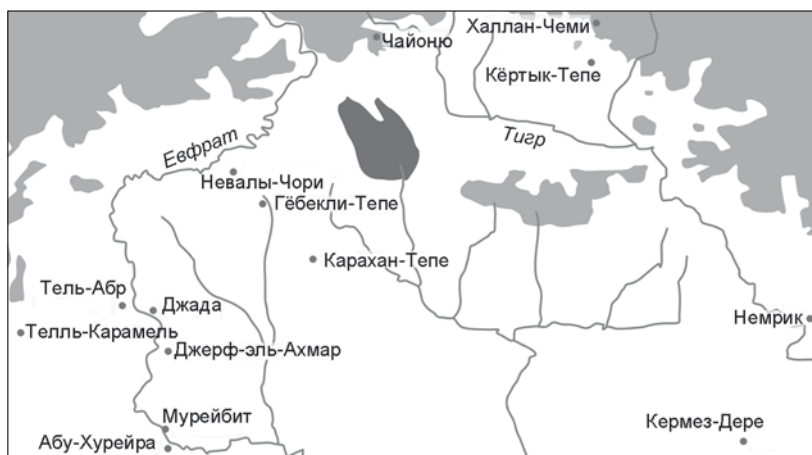 Халлан-Чеми
Чайоню
Кёртык-Тепе
Евфрат
Тигр
Невалы-Чори
Гёбекли-Тепе
Карахан-Тепе
Тель-Абр
Джада
Немрик
Телль-Карамель
Джерф-эль-Ахмар
Мурейбит
Кермез-Дере
Абу-Хурейра